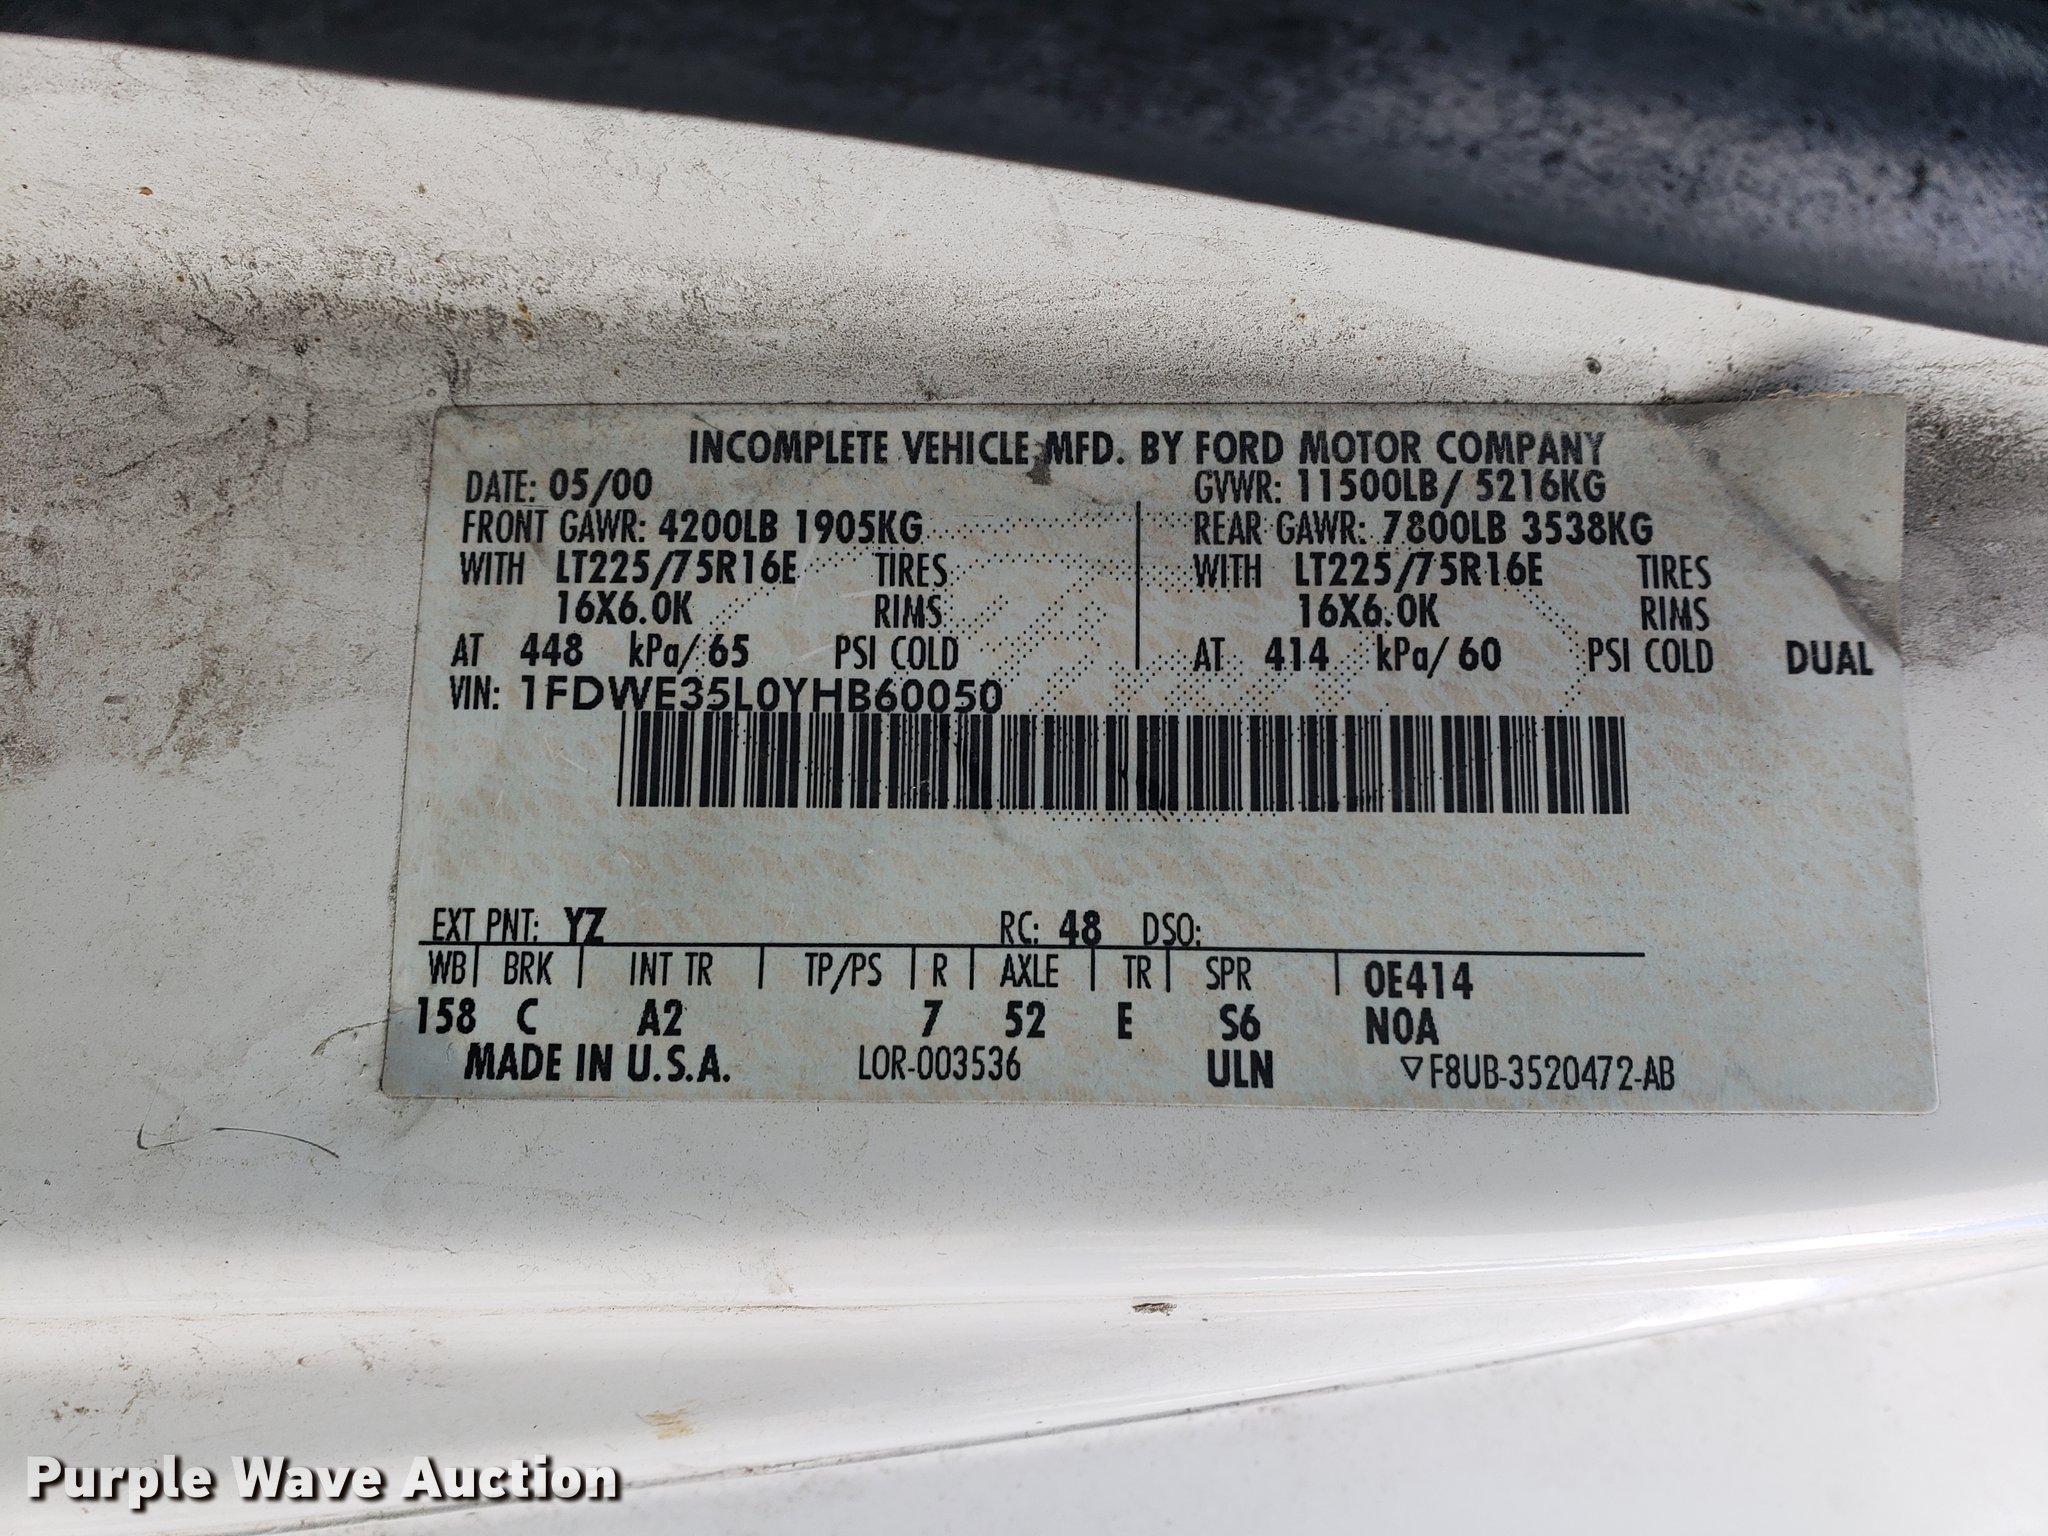 INCOMPLETE VEHICLE MFD. BY FORD MOTOR COMPANY
DATE: 05/00 GVWR: 11500LB/ 5216KG
FRONT GAWR: 4200LB 1905KG REAR GAWR: 7800LB 3538KG
WITH LT225/75R16E TIRES WITH LT225/75R16E TIRES
16X6.0K RIMS 16X6.0K RIMS
AT 448 kPa/ 65 PSI COLD AT 414 kPa/ 60 PSI COLD DUAL
VIN: 1FDWE35L0YHB60050
EXT PNT: YZ RC: 48 DSO:
WB BRK INT TR TP/PS R AXLE TR SPR 0E414
158 C A2 7 52 E S6 N0A
MADE IN U.S.A. LOR-003536 ULN ▽F8UB-3520472-AB
Purple Wave Auction